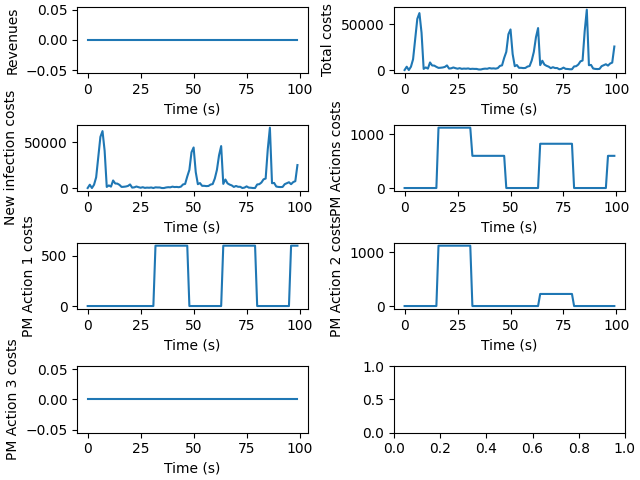 Revenues
0.05
0.00
−0.05
0 25 50 75 100
Time (s)
Total costs
50000
0
0 25 50 75 100
Time (s)
New infection costs
50000
0
0 25 50 75 100
Time (s)
PM Actions costs
1000
0
0 25 50 75 100
Time (s)
PM Action 1 costs
500
0
0 25 50 75 100
Time (s)
PM Action 2 costs
1000
0
0 25 50 75 100
Time (s)
PM Action 3 costs
0.05
0.00
−0.05
0 25 50 75 100
Time (s)
1.0
0.5
0.0
0.0 0.2 0.4 0.6 0.8 1.0